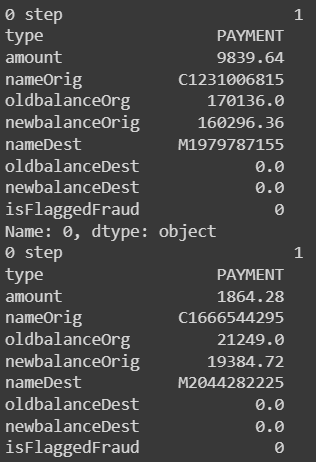 0 step                           1
type                       PAYMENT
amount                     9839.64
nameOrig               C1231006815
oldbalanceOrg             170136.0
newbalanceOrig           160296.36
nameDest               M1979787155
oldbalanceDest                 0.0
newbalanceDest                 0.0
isFlaggedFraud                   0
Name: 0, dtype: object
0 step                           1
type                       PAYMENT
amount                     1864.28
nameOrig               C1666544295
oldbalanceOrg              21249.0
newbalanceOrig            19384.72
nameDest               M2044282225
oldbalanceDest                 0.0
newbalanceDest                 0.0
isFlaggedFraud                   0